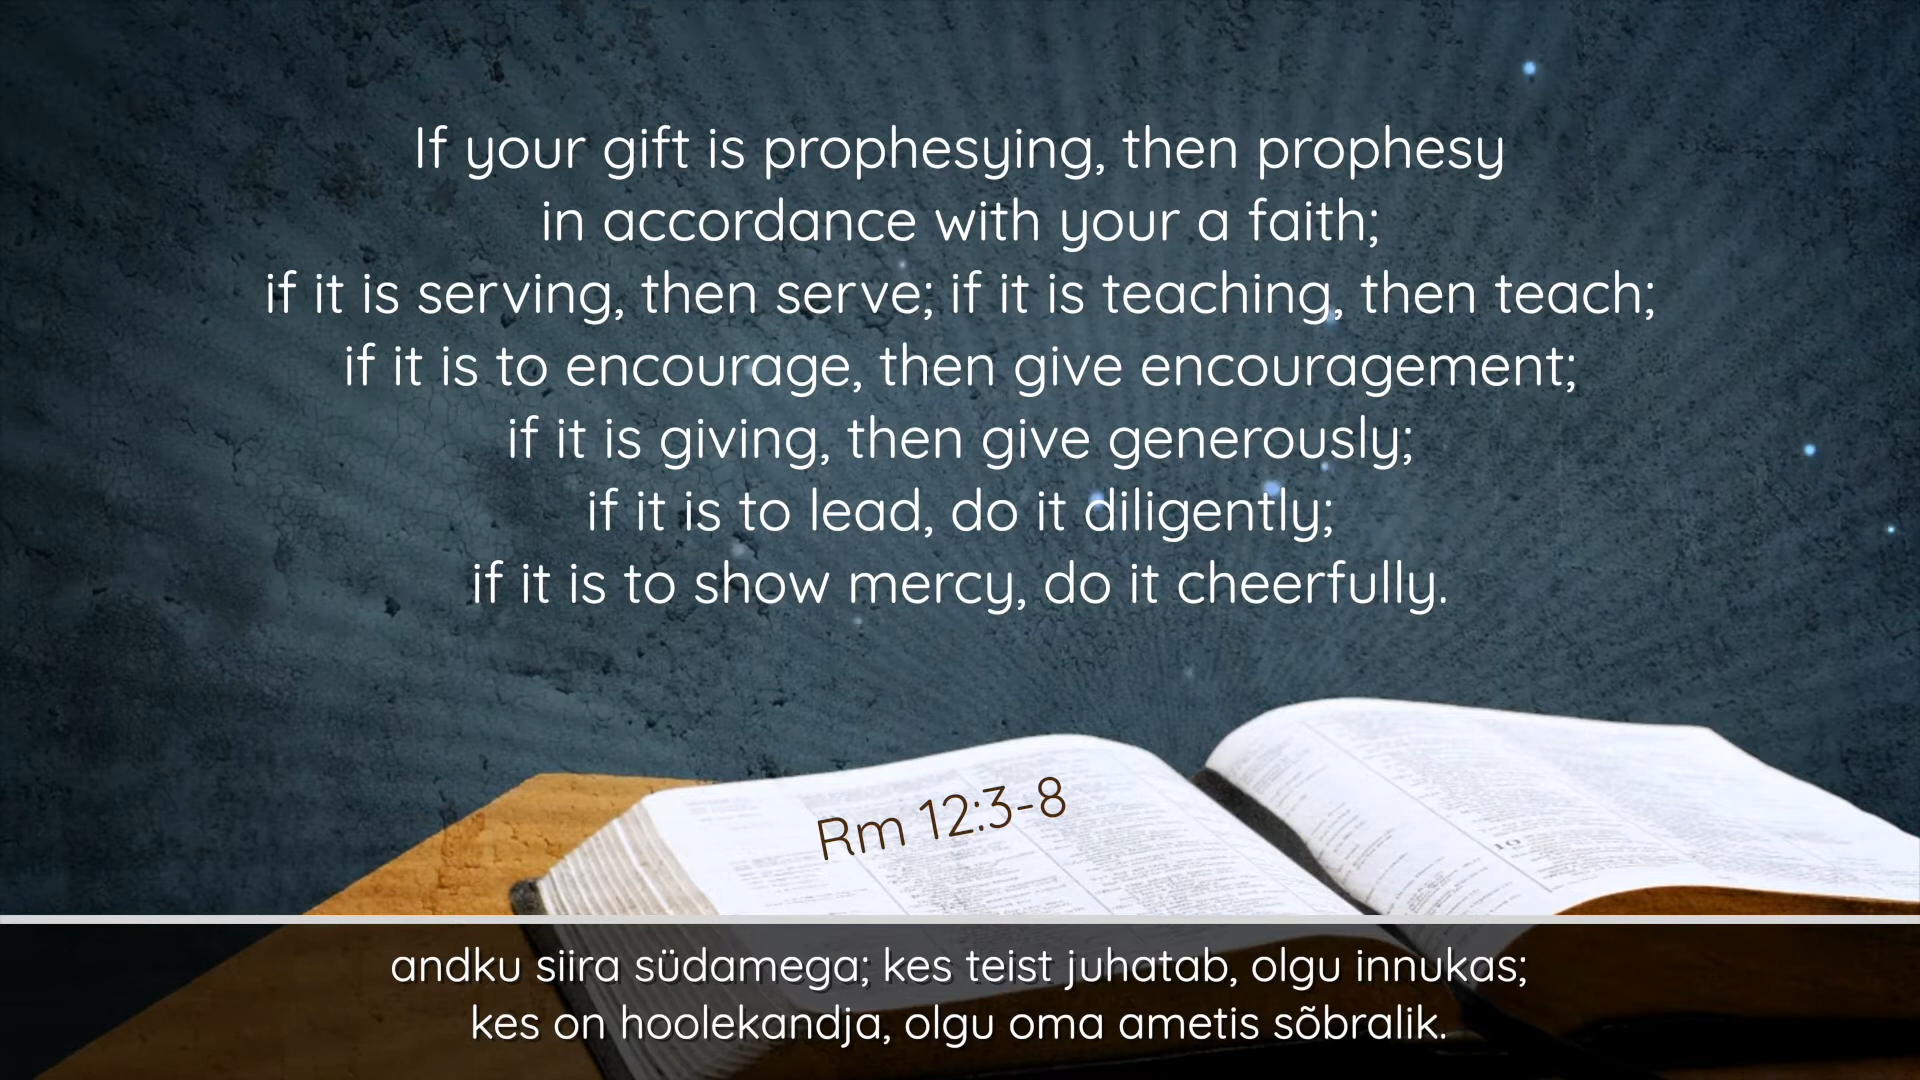 If your gift is prophesying, then prophesy
in accordance with your a faith;
if it is serving, then serve; if it is teaching, then teach;
if it is to encourage, then give encouragement;
if it is giving, then give generously;
if it is to lead, do it diligently;
if it is to show mercy, do it cheerfully.
Rm 12:3-8
andku siira südamega; kes teist juhatab, olgu innukas;
kes on hoolekandja, olgu oma ametis sõbralik.